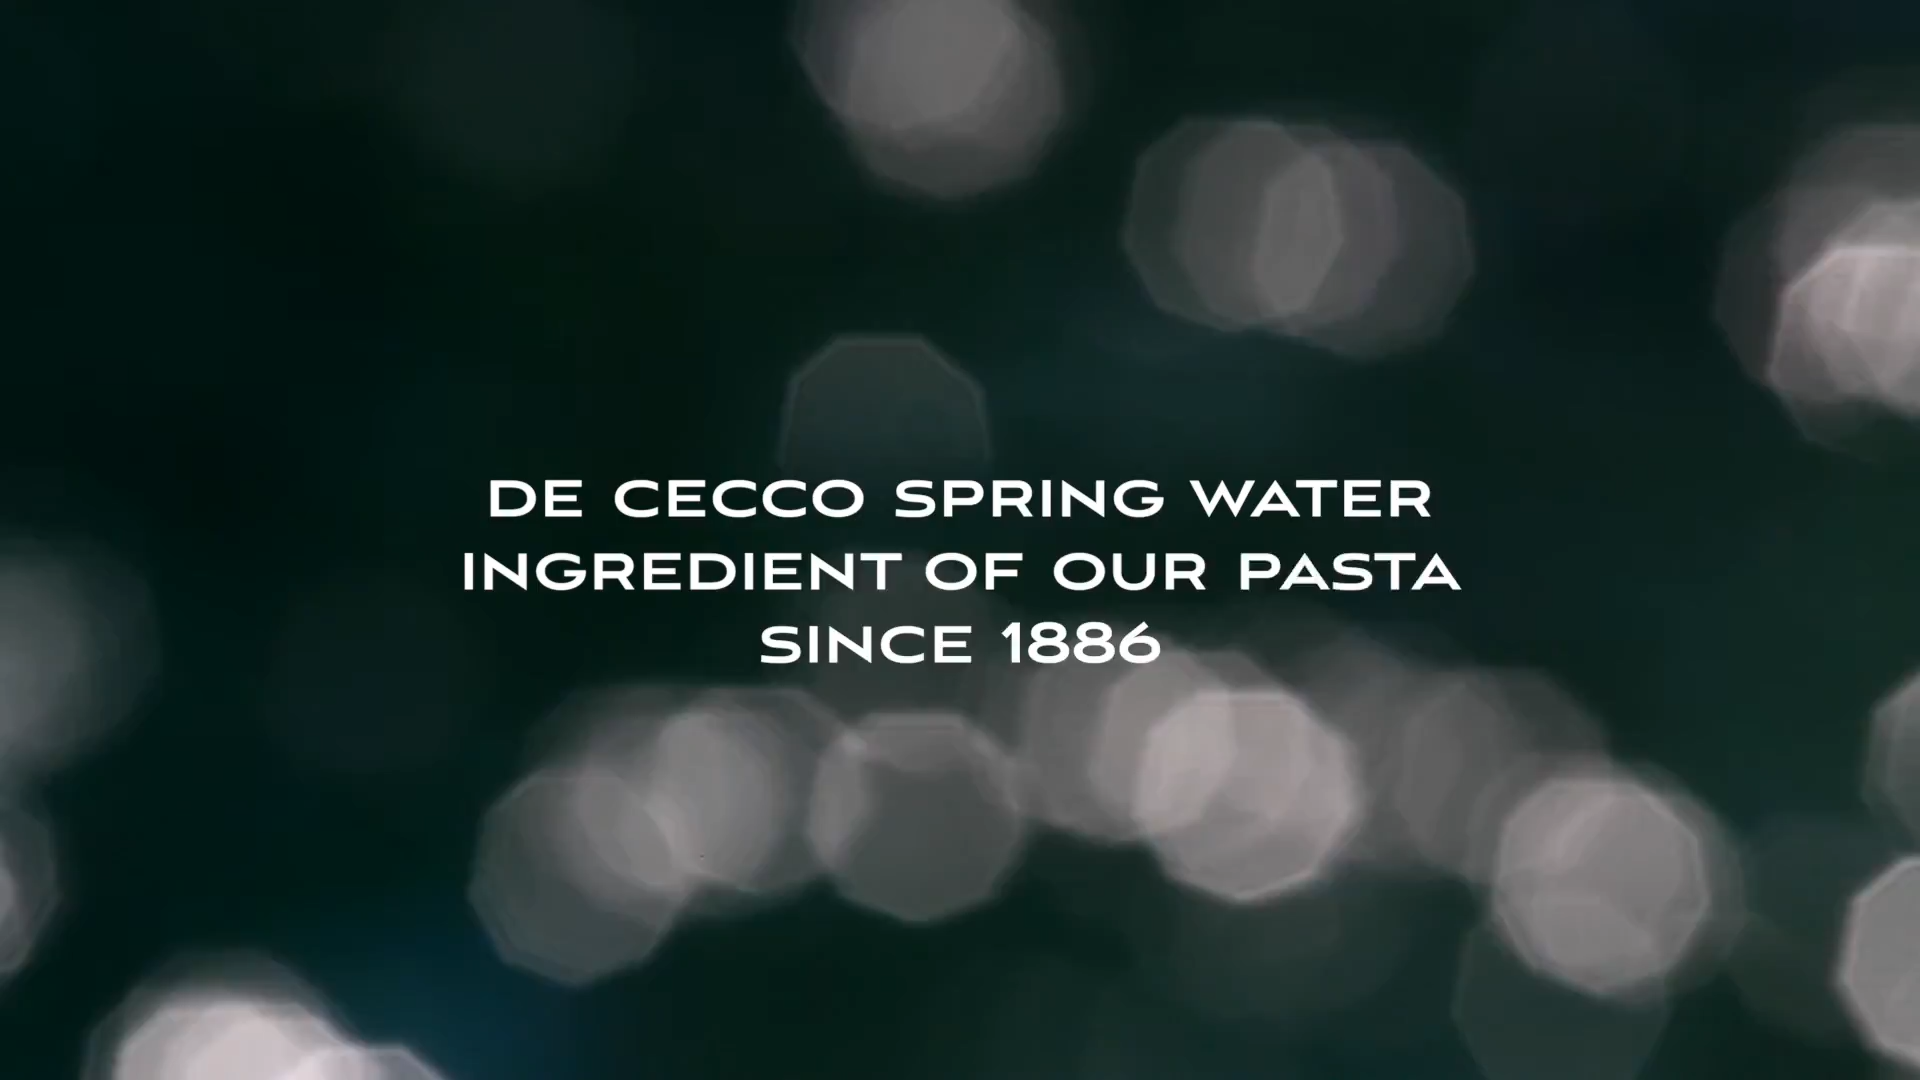 DE CECCO SPRING WATER
INGREDIENT OF OUR PASTA
SINCE 1886